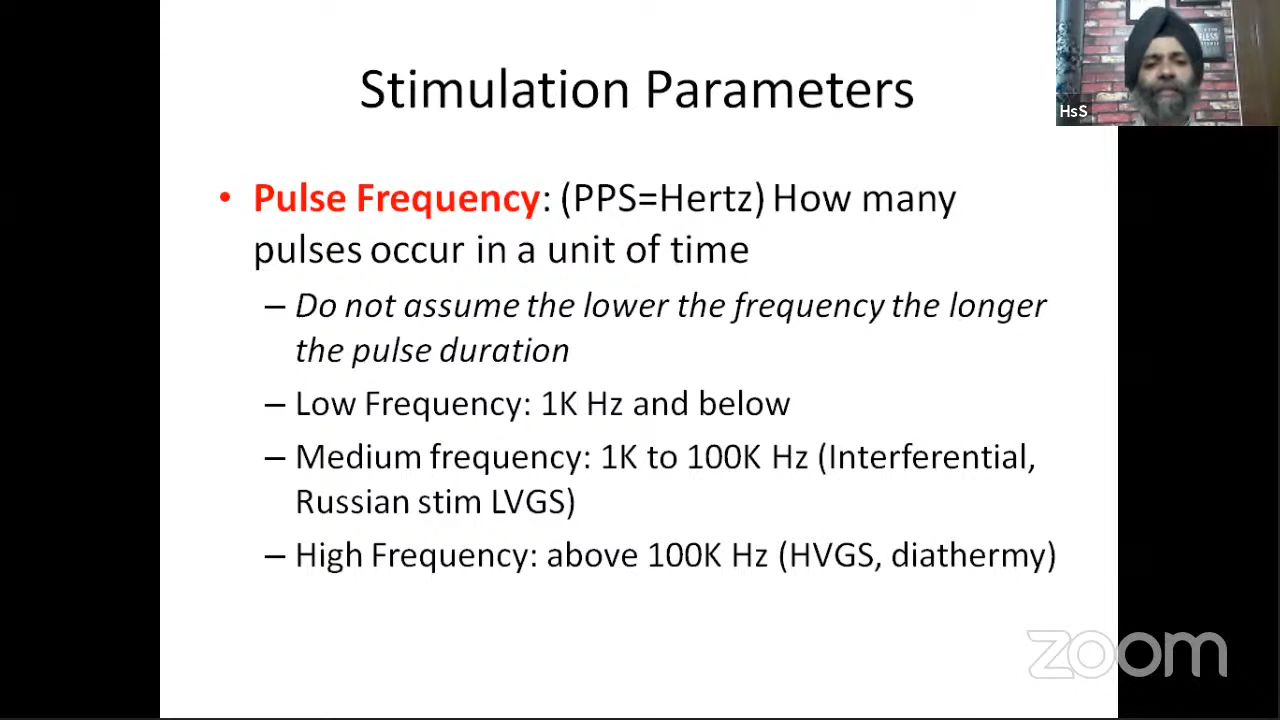 Stimulation Parameters
HsS
• Pulse Frequency: (PPS=Hertz) How many
pulses occur in a unit of time
– Do not assume the lower the frequency the longer
the pulse duration
– Low Frequency: 1K Hz and below
– Medium frequency: 1K to 100K Hz (Interferential,
Russian stim LVGS)
– High Frequency: above 100K Hz (HVGS, diathermy)
zoom